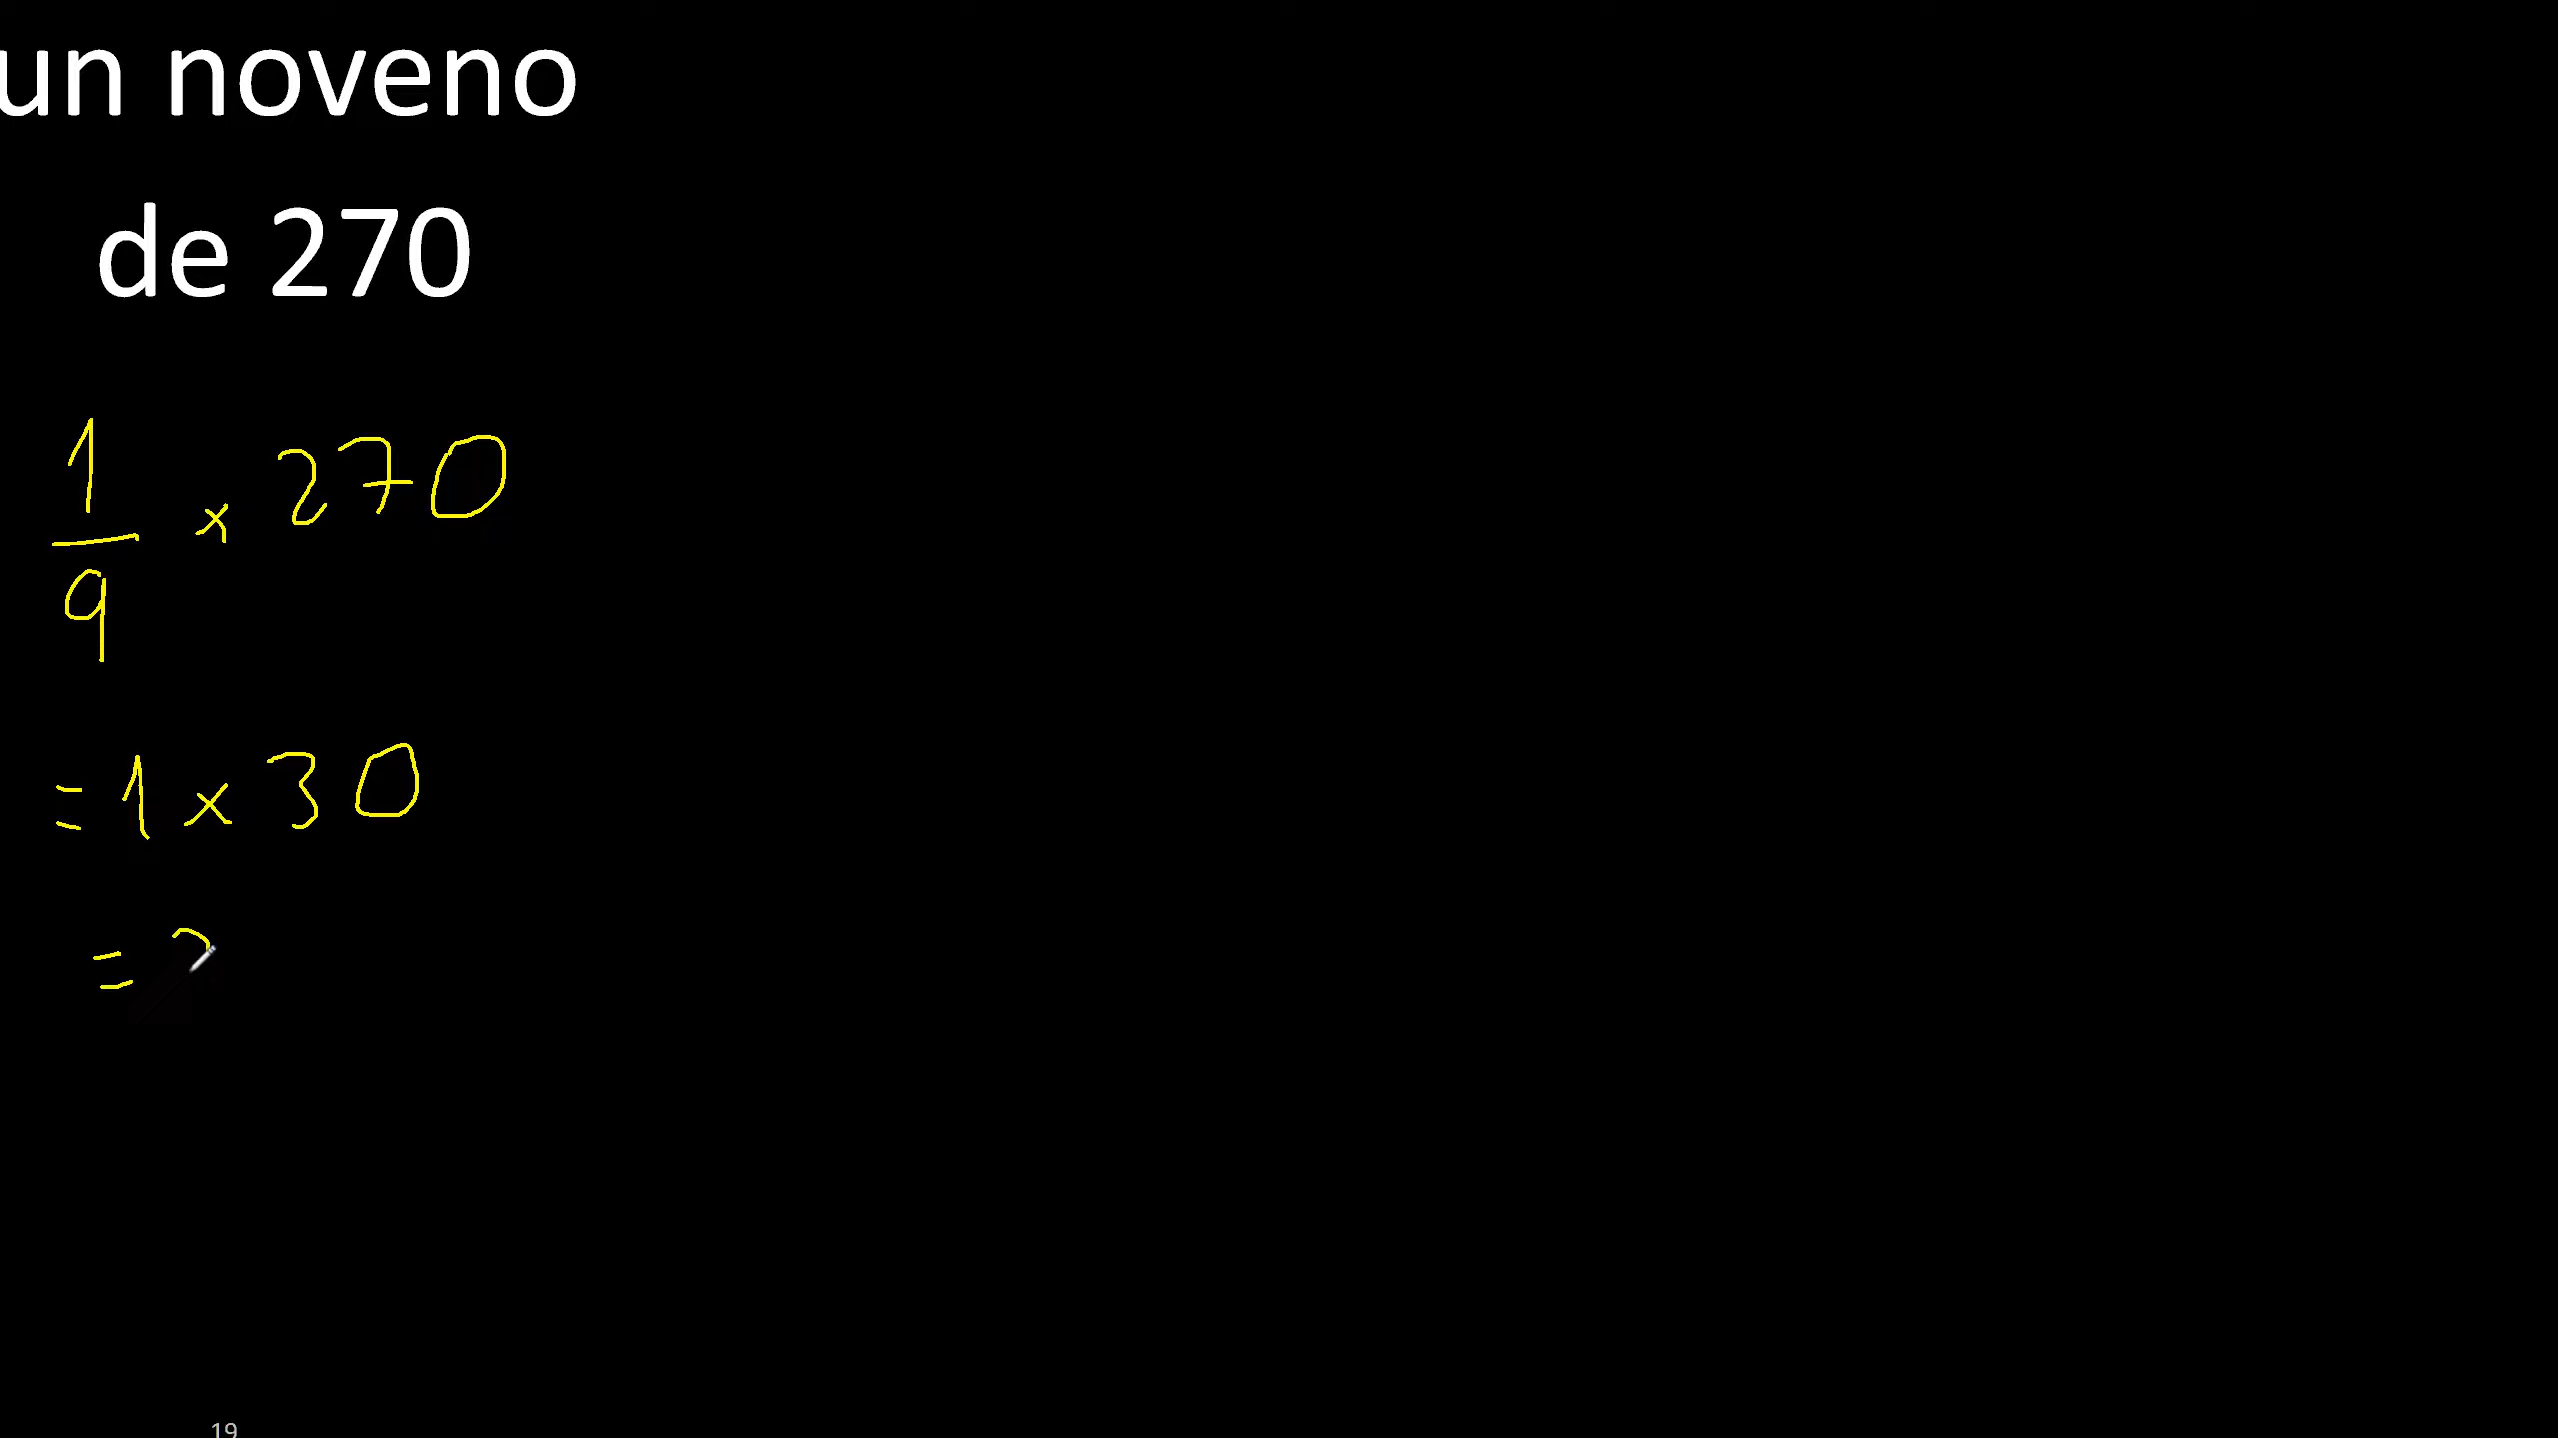 un noveno
de 270
1/9 × 270
= 1 × 30
=
19